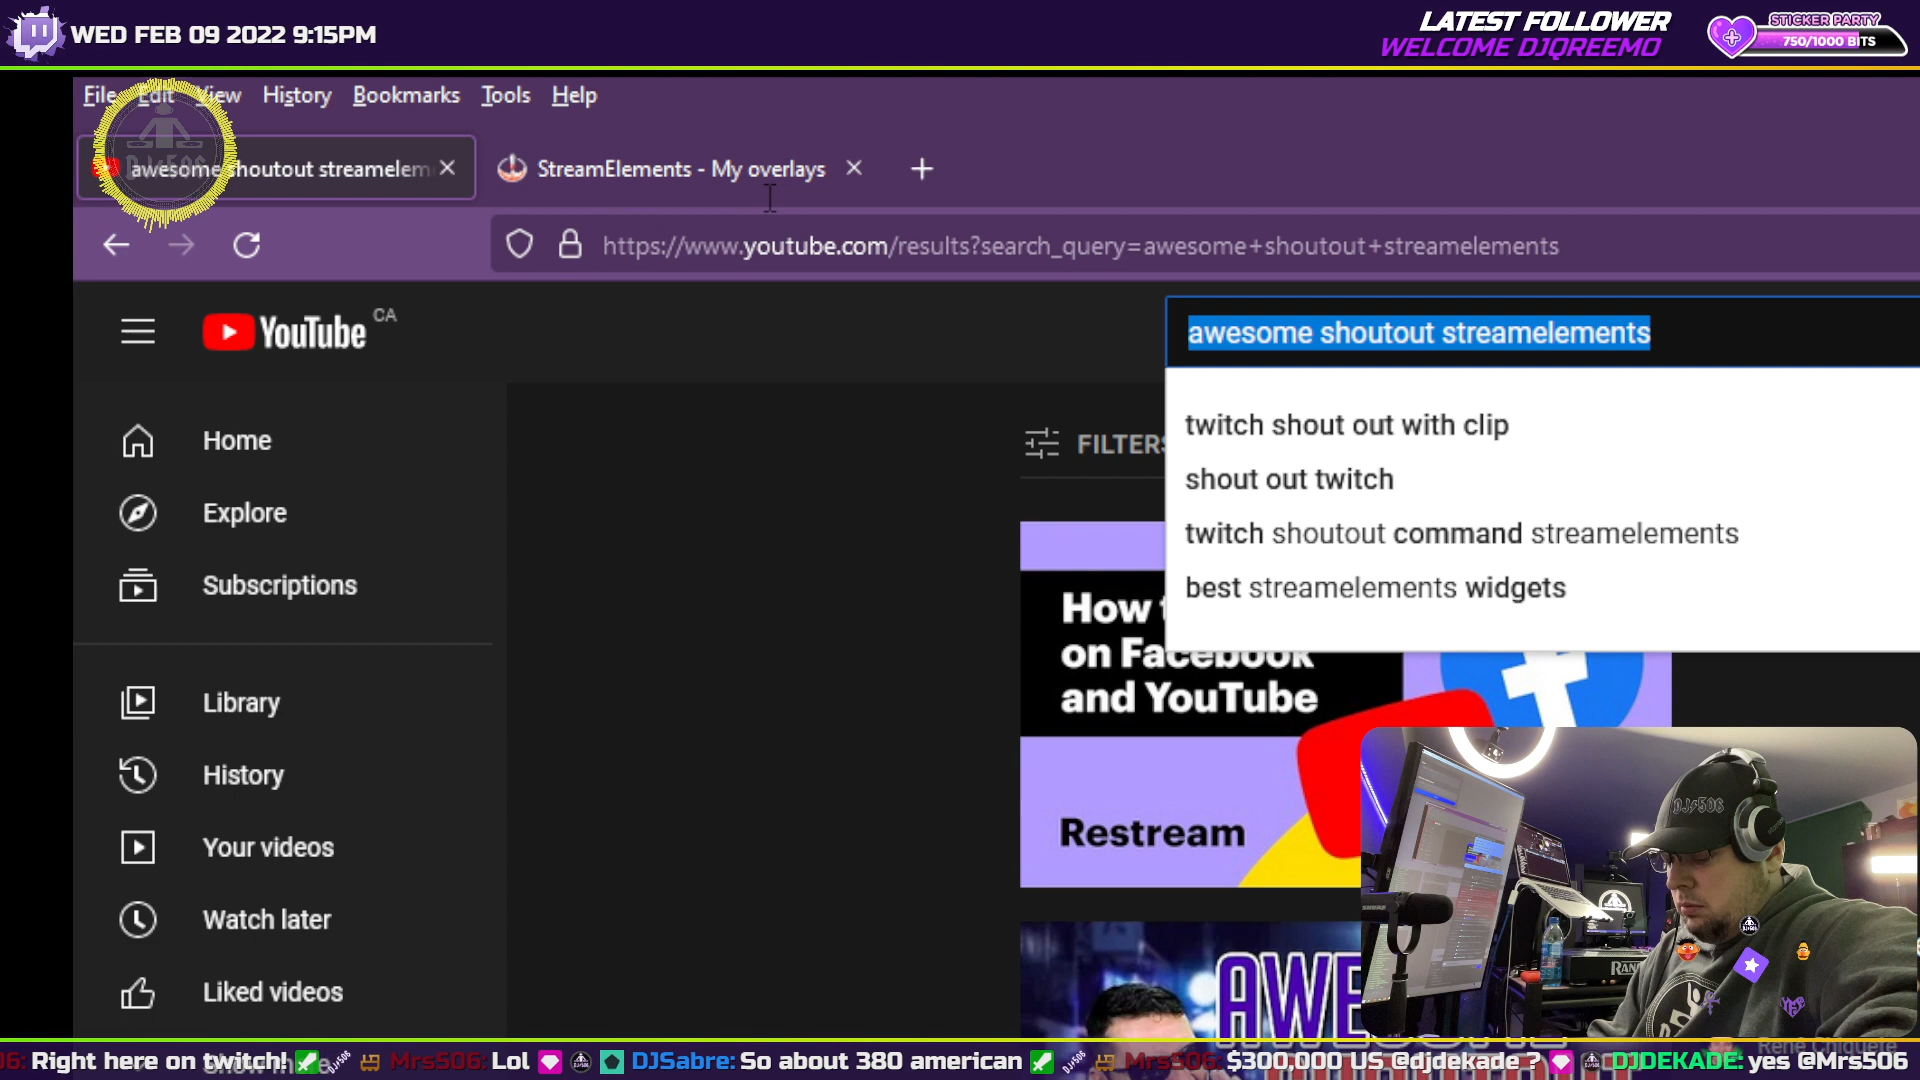 WED FEB 09 2022 9:15PM
LATEST FOLLOWER
WELCOME DJQREEMO
STICKER PARTY
750/1000 BITS
File Edit View History Bookmarks Tools Help
awesome shoutout streamelem
StreamElements - My overlays
https://www.youtube.com/results?search_query=awesome+shoutout+streamelements
YouTube CA
awesome shoutout streamelements
twitch shout out with clip
shout out twitch
twitch shoutout command streamelements
best streamelements widgets
Home
Explore
Subscriptions
Library
History
Your videos
Watch later
Liked videos
FILTERS
How
on Facebook
and YouTube
Restream
AWE
DJ506
RAN
06: Right here on twitch! Mrs506: Lol DJSabre: So about 380 american Mrs506: $300,000 US @djdekade ? DJDEKADE: yes @Mrs506